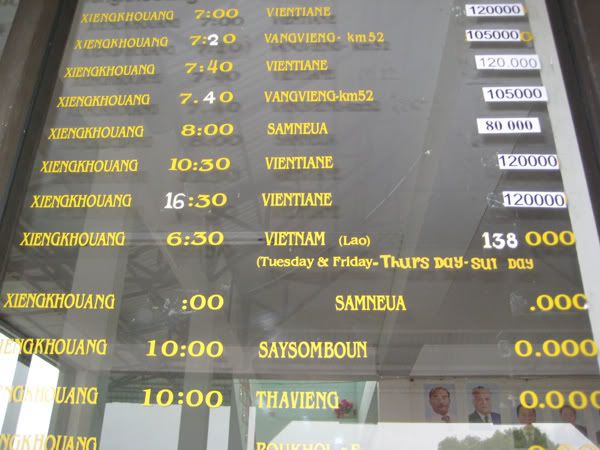 XIENGKHOUANG 7:00 VIENTIANE 120000
XIENGKHOUANG 7:20 VANGVIENG- km52 105000
XIENGKHOUANG 7:40 VIENTIANE 120.000
XIENGKHOUANG 7.40 VANGVIENG-km52 105000
XIENGKHOUANG 8:00 SAMNEUA 80 000
XIENGKHOUANG 10:30 VIENTIANE 120000
XIENGKHOUANG 16:30 VIENTIANE 120000
XIENGKHOUANG 6:30 VIETNAM (Lao) 138 000
(Tuesday & Friday-Thurs day-sun day
XIENGKHOUANG :00 SAMNEUA .000
IENGKHOUANG 10:00 SAYSOMBOUN 0.000
ENGKHOUANG 10:00 THAVIENG 0.000
NGKHOUANG